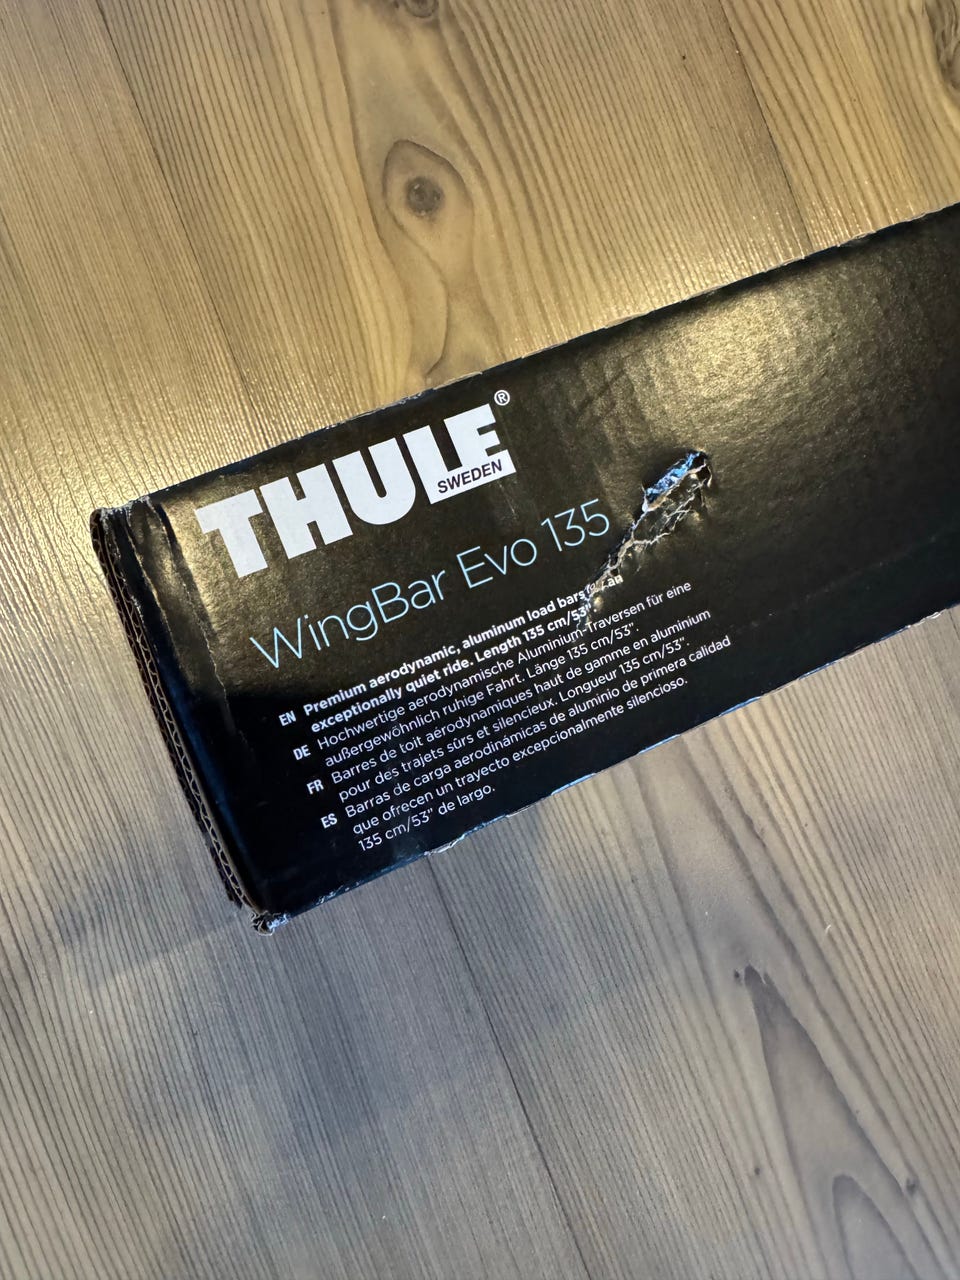 THULE®
SWEDEN
WingBar Evo 135
EN Premium aerodynamic, aluminum load bars an
exceptionally quiet ride. Length 135 cm/53"
DE Hochwertige aerodynamische Aluminium-Traversen für eine
außergewöhnlich ruhige Fahrt. Länge 135 cm/53".
FR Barres de toit aérodynamiques haut de gamme en aluminium
pour des trajets sûrs et silencieux. Longueur 135 cm/53".
ES Barras de carga aerodinámicas de aluminio de primera calidad
que ofrecen un trayecto excepcionalmente silencioso.
135 cm/53" de largo.